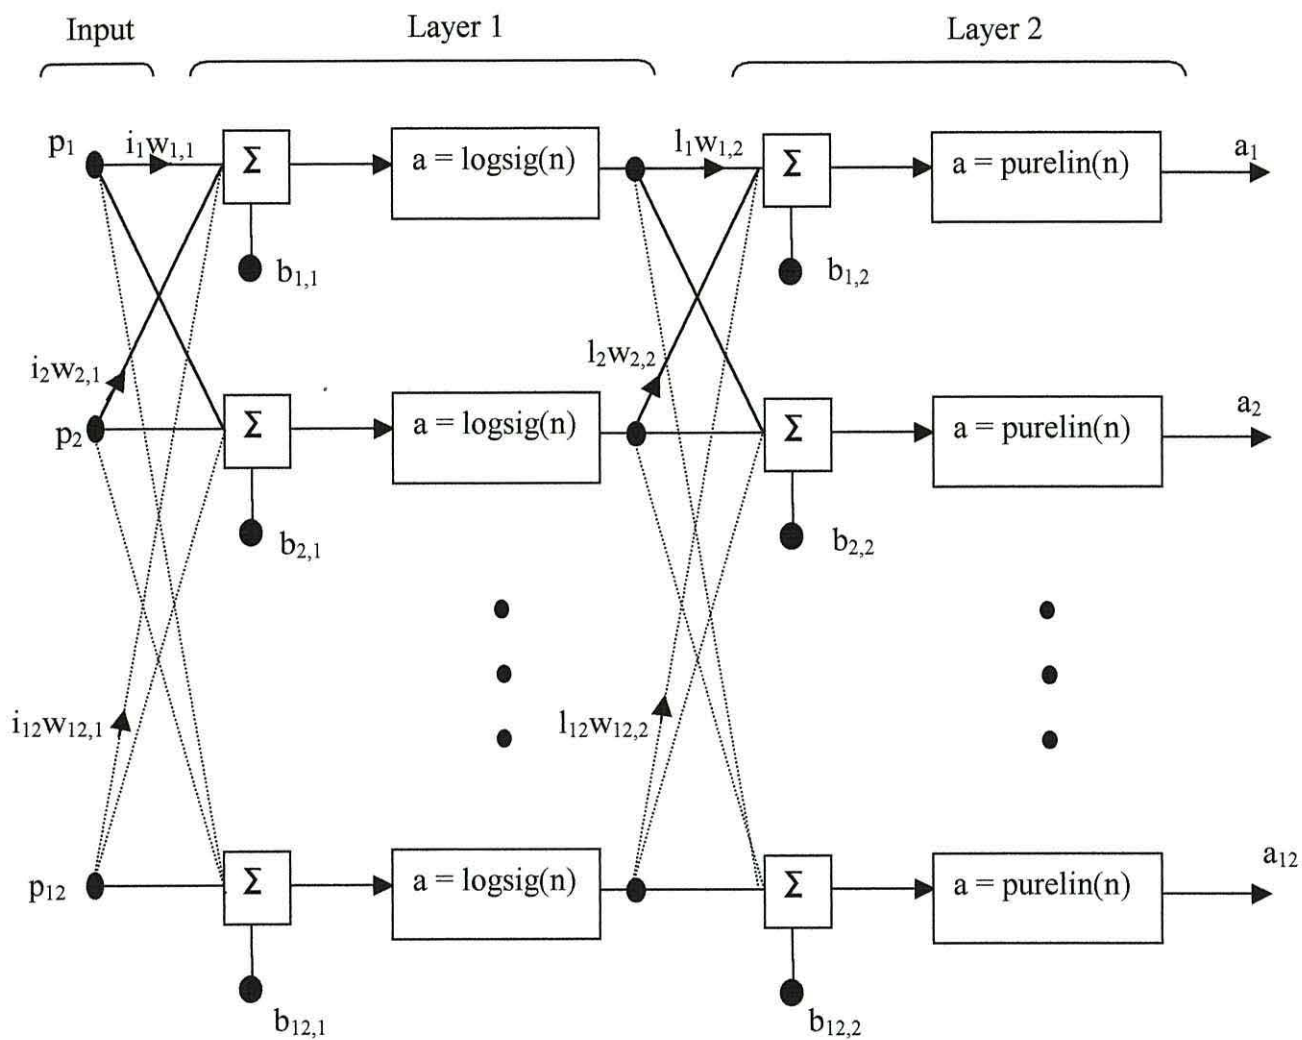 Input
Layer 1
Layer 2
p₁
i₁w₁,₁
Σ
a = logsig(n)
l₁w₁,₂
Σ
a = purelin(n)
a₁
b₁,₁
b₁,₂
i₂w₂,₁
l₂w₂,₂
p₂
Σ
a = logsig(n)
Σ
a = purelin(n)
a₂
b₂,₁
b₂,₂
i₁₂w₁₂,₁
l₁₂w₁₂,₂
p₁₂
Σ
a = logsig(n)
Σ
a = purelin(n)
a₁₂
b₁₂,₁
b₁₂,₂